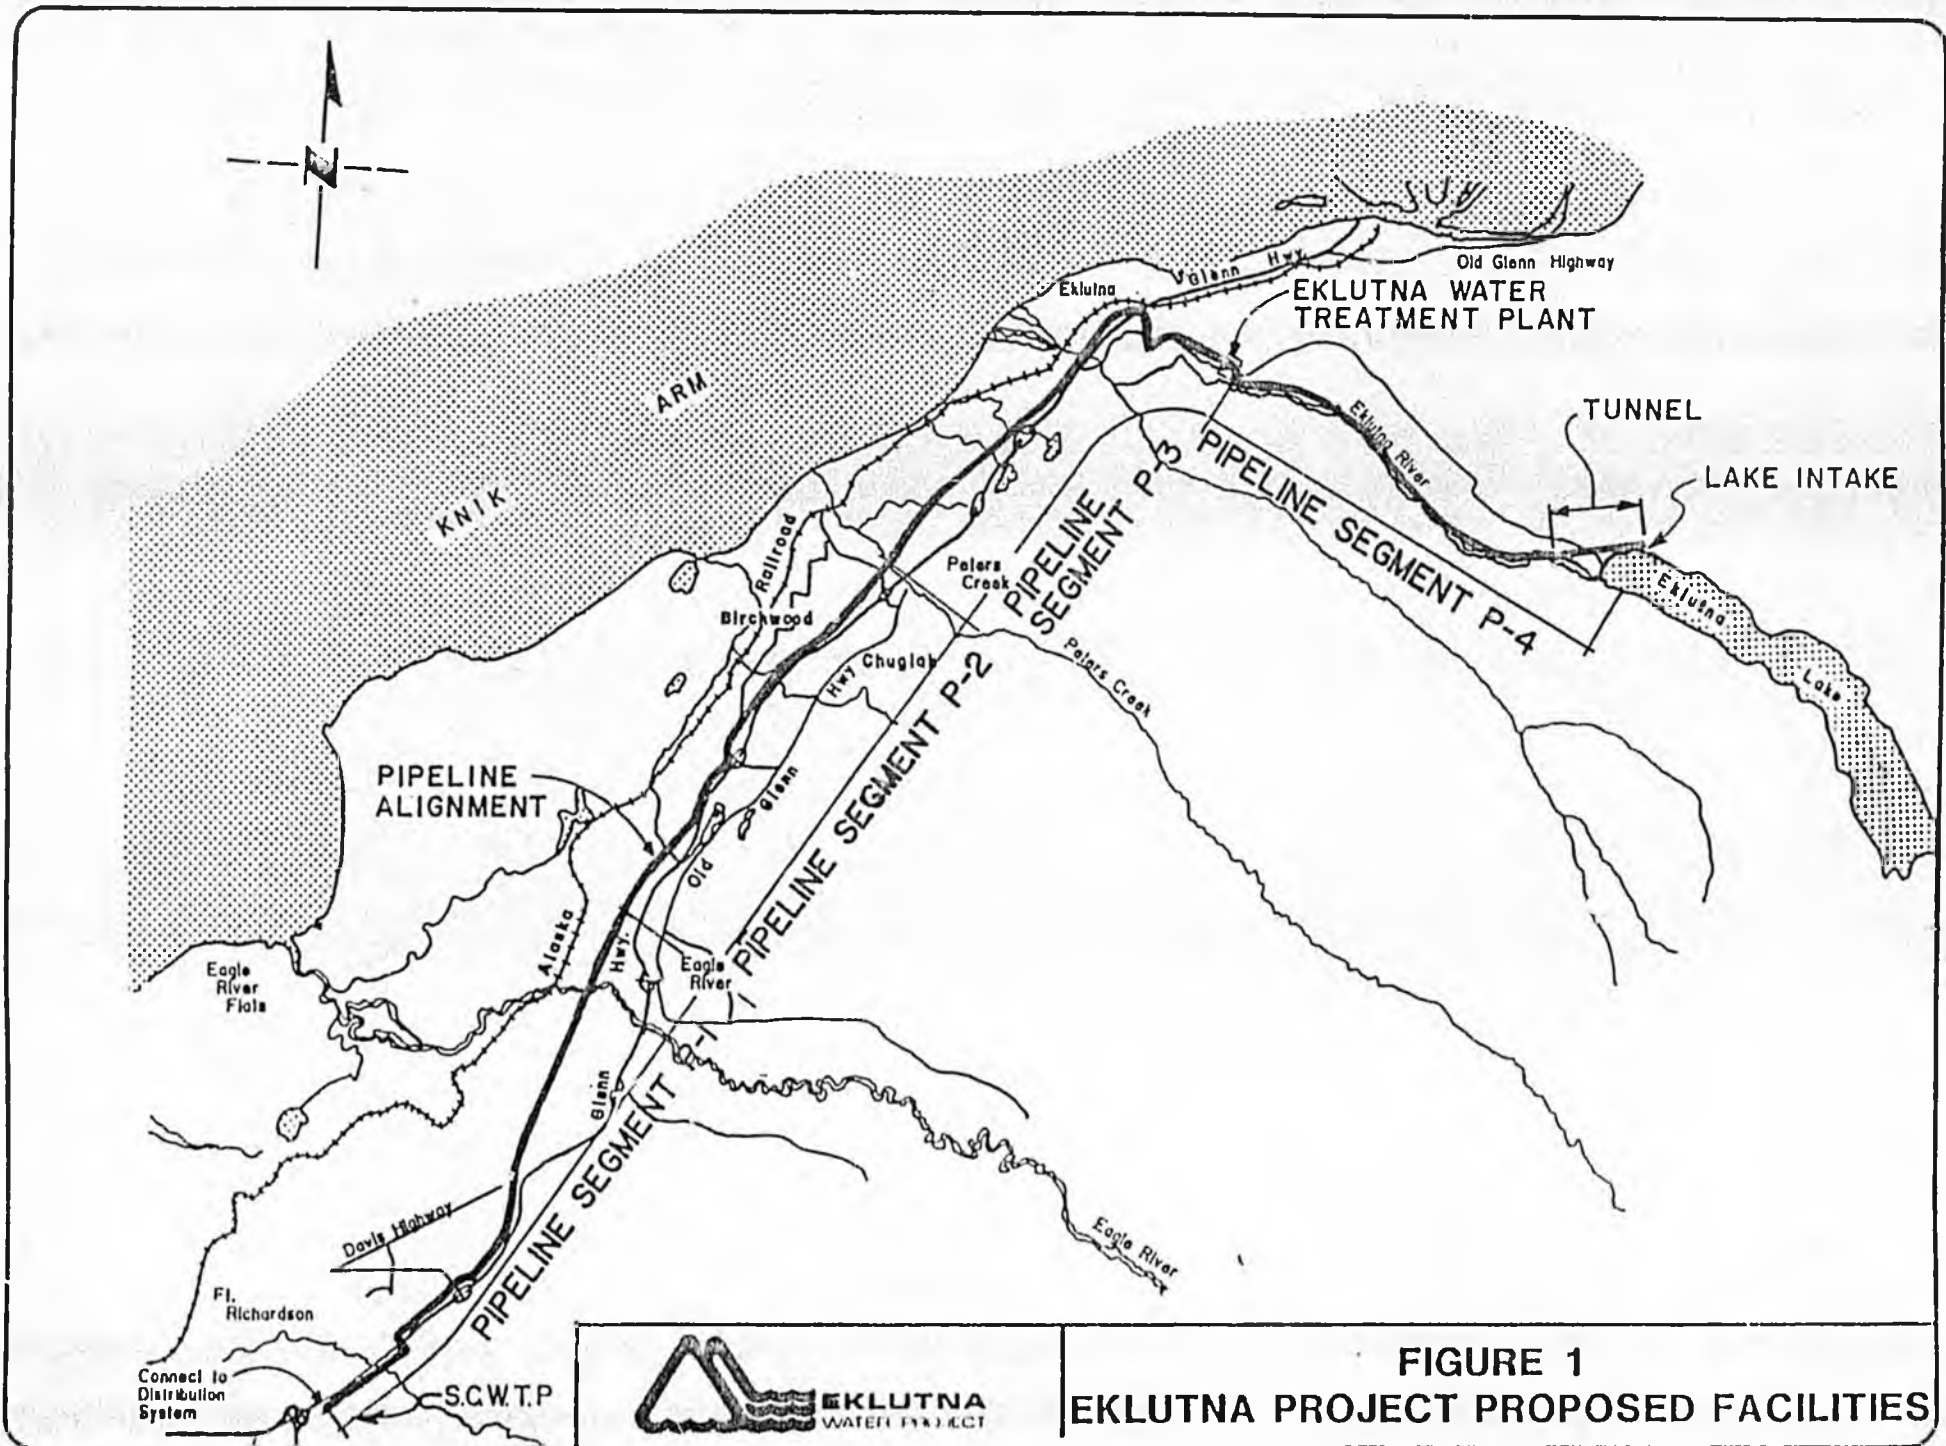 N
Old Glenn Highway
Glenn Hwy.
Eklutna
EKLUTNA WATER
TREATMENT PLANT
TUNNEL
LAKE INTAKE
KNIK ARM
Eklutna River
PIPELINE SEGMENT P-4
PIPELINE
SEGMENT P-3
Eklutna Lake
Peters
Creek
Peters Creek
Alaska Railroad
Birchwood
Chugiak
Old Glenn Hwy
PIPELINE SEGMENT P-2
PIPELINE
ALIGNMENT
Eagle
River
Flats
Eagle
River
Glenn Hwy.
PIPELINE SEGMENT P-1
Eagle River
Davis Highway
Ft.
Richardson
Connect to
Distribution
System
S.C.W.T.P
EKLUTNA
WATER PROJECT
FIGURE 1
EKLUTNA PROJECT PROPOSED FACILITIES